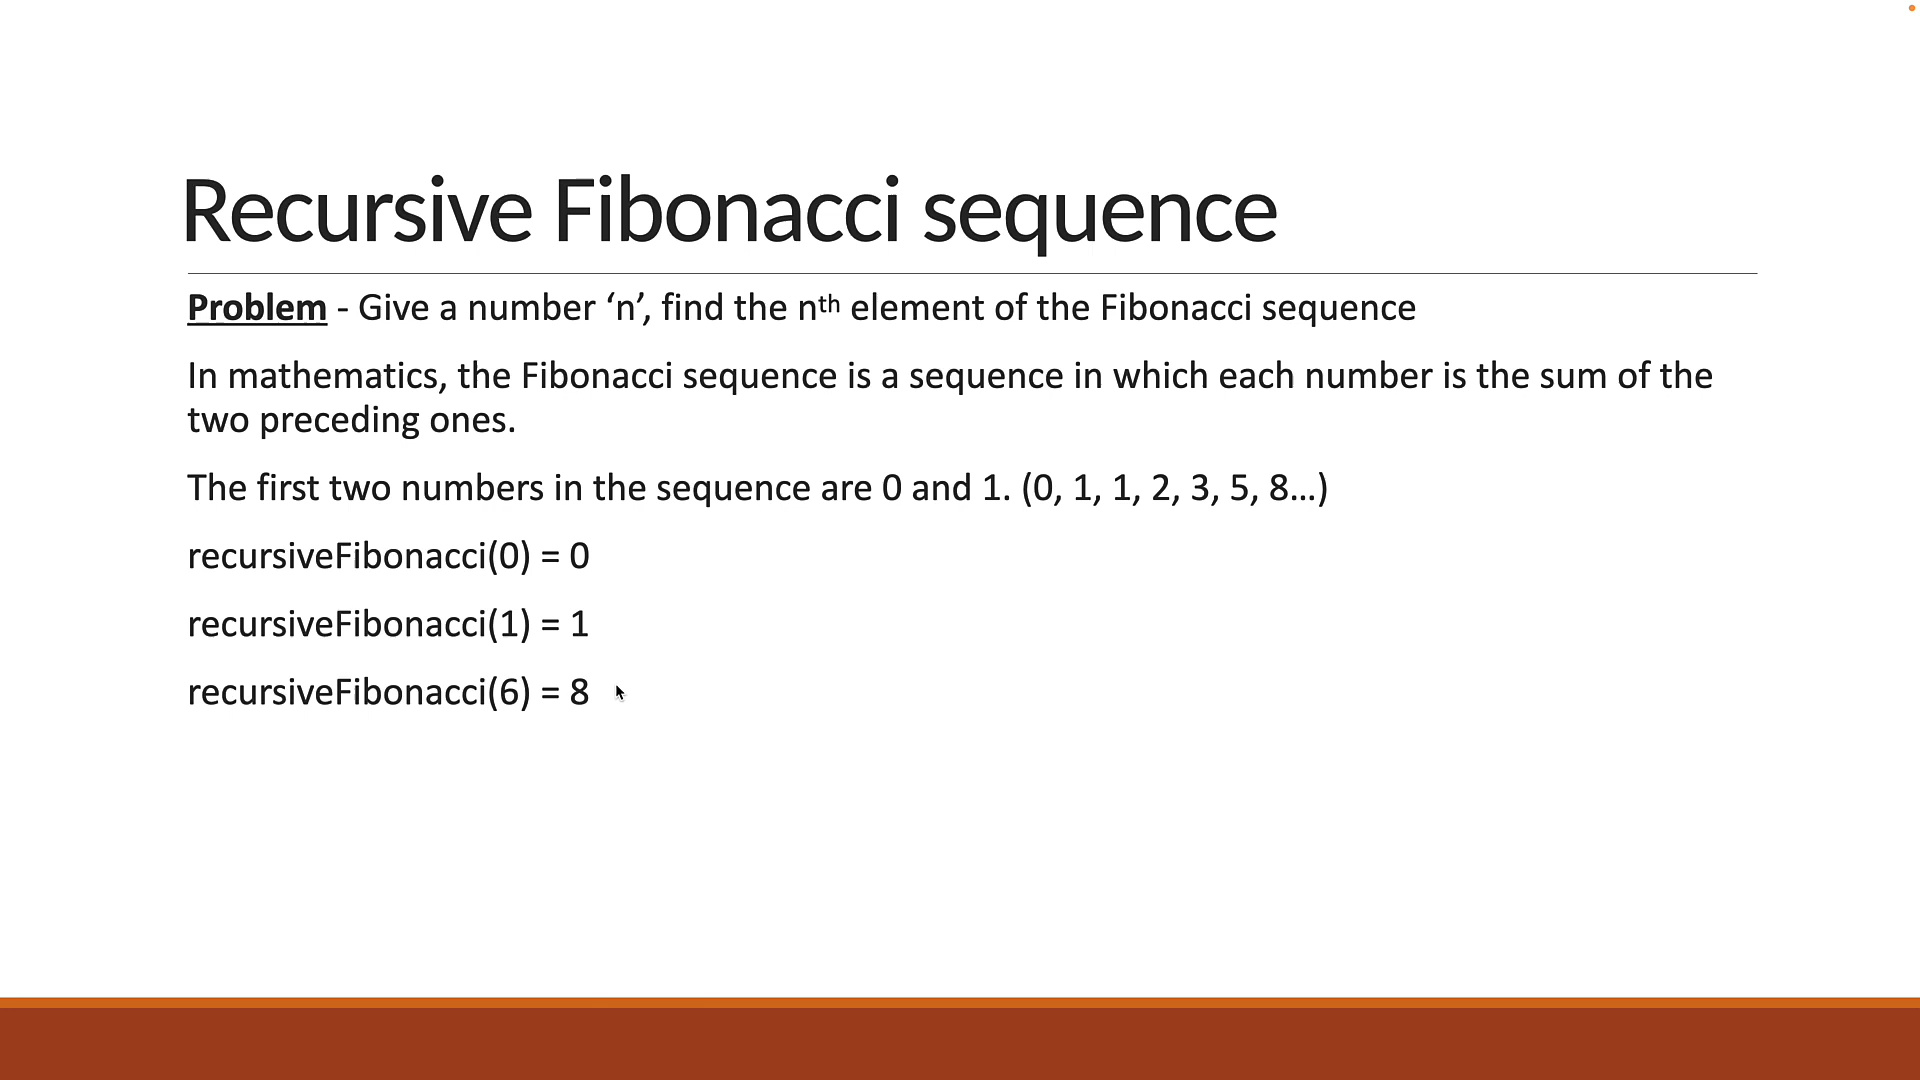 Recursive Fibonacci sequence
Problem - Give a number ‘n’, find the nth element of the Fibonacci sequence
In mathematics, the Fibonacci sequence is a sequence in which each number is the sum of the
two preceding ones.
The first two numbers in the sequence are 0 and 1. (0, 1, 1, 2, 3, 5, 8…)
recursiveFibonacci(0) = 0
recursiveFibonacci(1) = 1
recursiveFibonacci(6) = 8